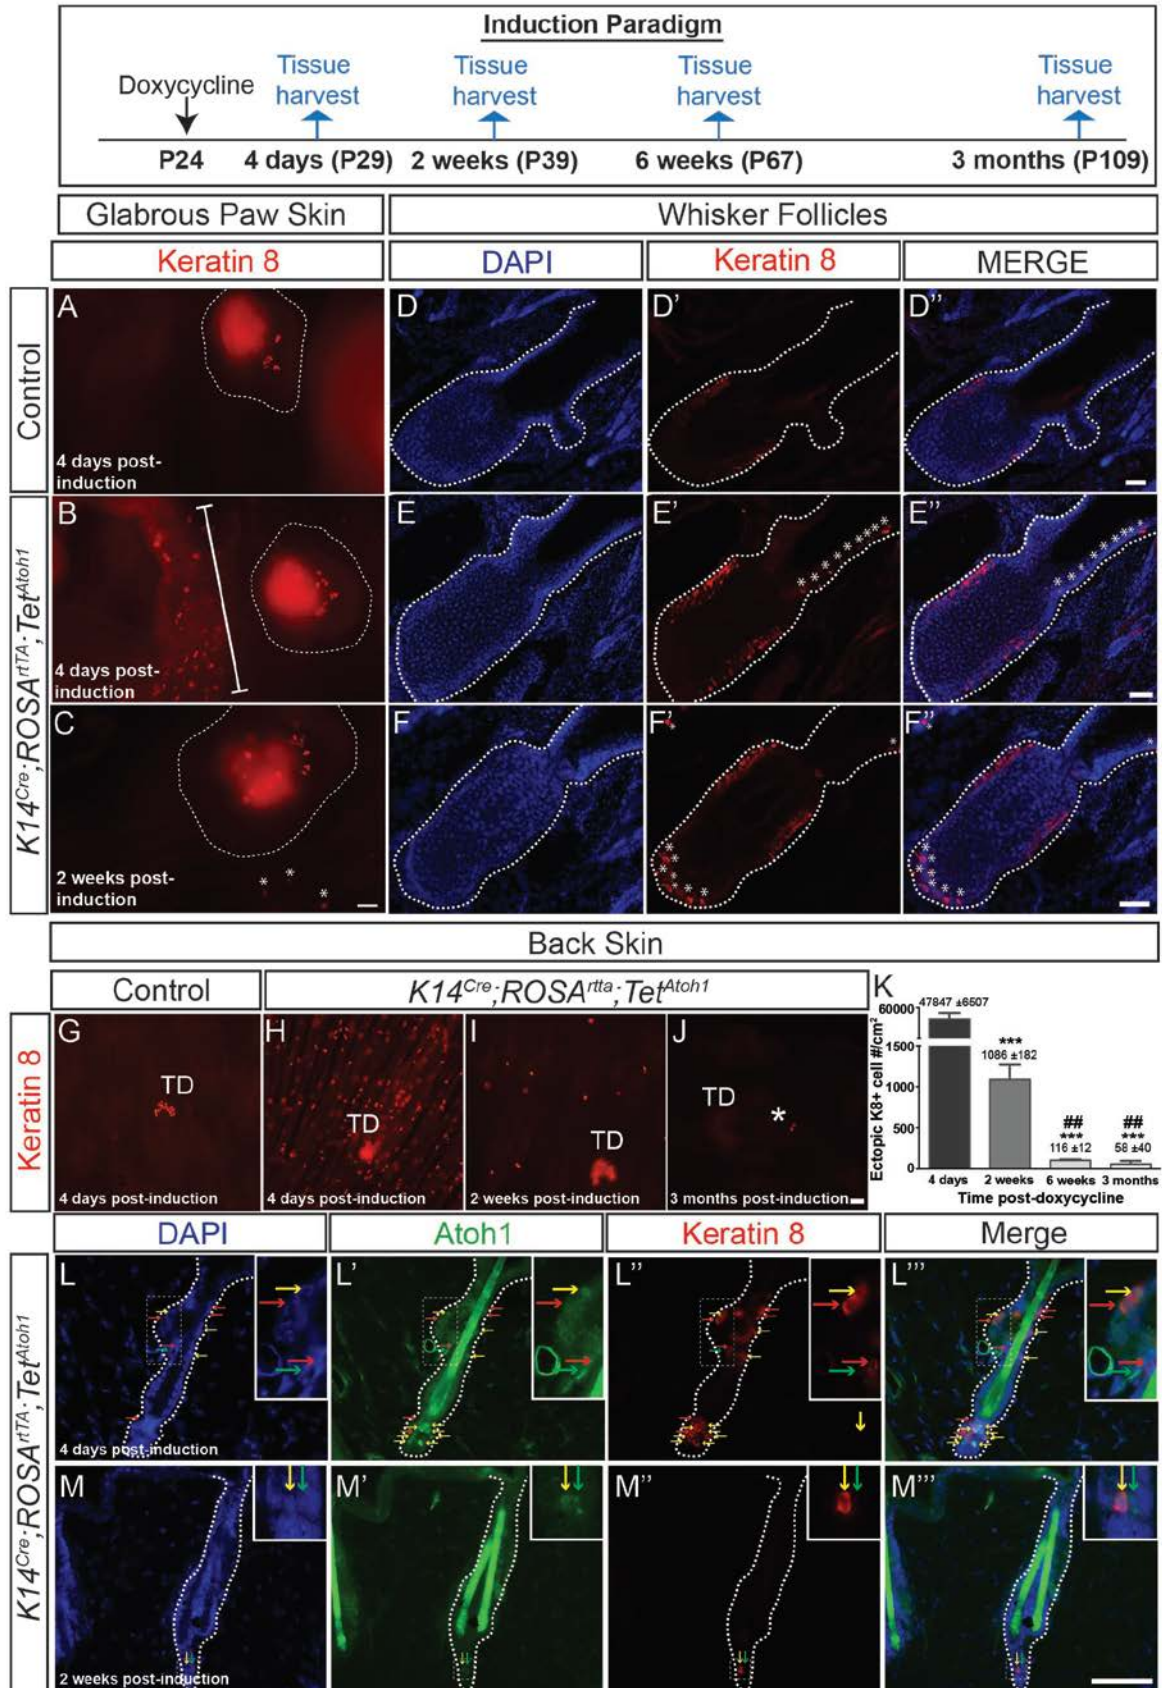 Induction Paradigm
Doxycycline
Tissue harvest
Tissue harvest
Tissue harvest
Tissue harvest
P24
4 days (P29)
2 weeks (P39)
6 weeks (P67)
3 months (P109)
Glabrous Paw Skin
Whisker Follicles
Keratin 8
DAPI
Keratin 8
MERGE
Control
A
4 days post-
induction
D
D'
D''
K14Cre;ROSArtTA;TetAtoh1
B
4 days post-
induction
E
E'
E''
C
2 weeks post-
induction
F
F'
F''
Back Skin
Control
K14Cre;ROSArtta;TetAtoh1
Keratin 8
G
TD
4 days post-induction
H
TD
4 days post-induction
I
TD
2 weeks post-induction
J
TD
*
3 months post-induction
K
Ectopic K8+ cell #/cm2
60000
1500
1000
500
0
47847 ±6507
***
1086 ±182
##
***
116 ±12
##
***
58 ±40
4 days
2 weeks
6 weeks
3 months
Time post-doxycycline
DAPI
Atoh1
Keratin 8
Merge
K14Cre;ROSArtTA;TetAtoh1
L
4 days post-induction
L'
L''
L'''
M
2 weeks post-induction
M'
M''
M'''